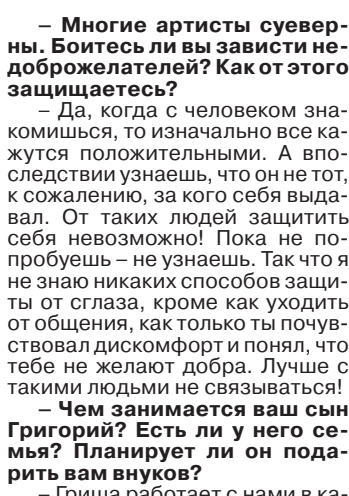 – Многие артисты суевер-
ны. Боитесь ли вы зависти не-
доброжелателей? Как от этого
защищаетесь?
– Да, когда с человеком зна-
комишься, то изначально все ка-
жутся положительными. А впо-
следствии узнаешь, что он не тот,
к сожалению, за кого себя выда-
вал. От таких людей защитить
себя невозможно! Пока не по-
пробуешь – не узнаешь. Так что я
не знаю никаких способов защи-
ты от сглаза, кроме как уходить
от общения, как только ты почув-
ствовал дискомфорт и понял, что
тебе не желают добра. Лучше с
такими людьми не связываться!
– Чем занимается ваш сын
Григорий? Есть ли у него се-
мья? Планирует ли он пода-
рить вам внуков?
– Гриша работает с нами в ка-